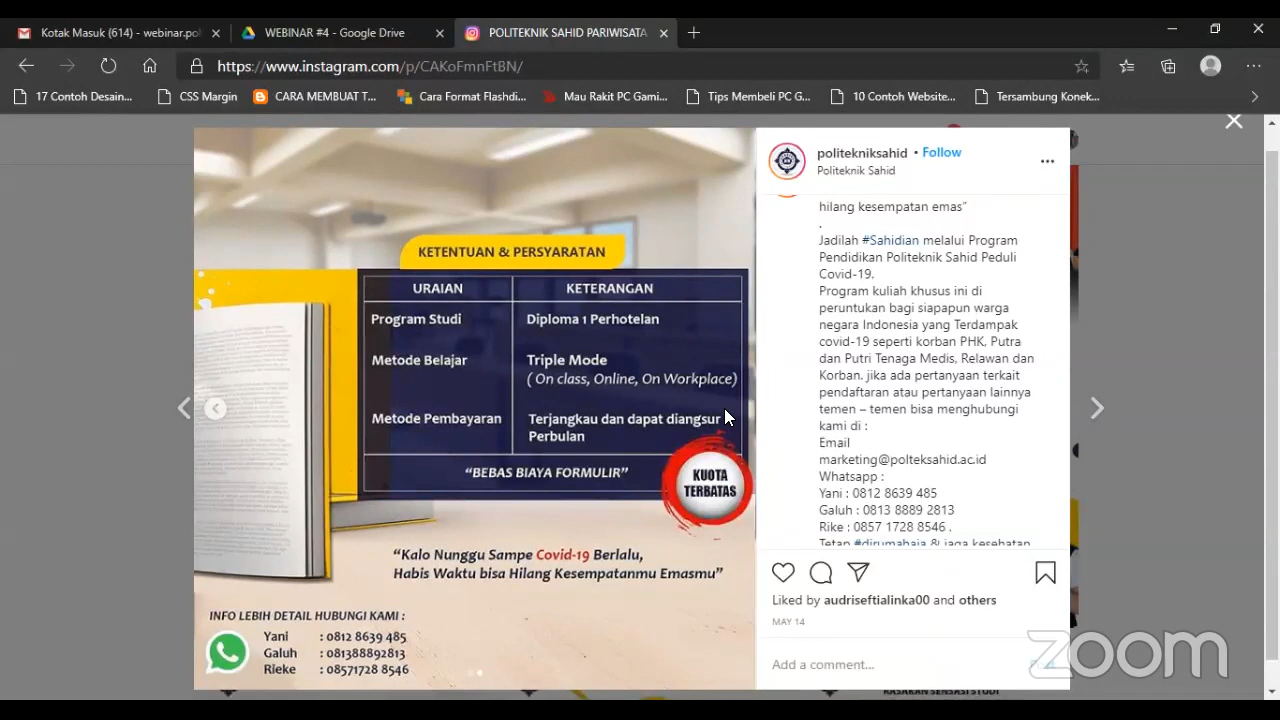 Kotak Masuk (614) - webinar.pol
WEBINAR #4 - Google Drive
POLITEKNIK SAHID PARIWISATA
https://www.instagram.com/p/CAKoFmnFtBN/
17 Contoh Desain...
CSS Margin
CARA MEMBUAT T...
Cara Format Flashdi...
Mau Rakit PC Gami...
Tips Membeli PC G...
10 Contoh Website...
Tersambung Konek...
KETENTUAN & PERSYARATAN
URAIAN
KETERANGAN
Program Studi
Diploma 1 Perhotelan
Metode Belajar
Triple Mode
( On class, Online, On Workplace)
Metode Pembayaran
Terjangkau dan dapat diangsur
Perbulan
"BEBAS BIAYA FORMULIR"
KUOTA
TERBATAS
"Kalo Nunggu Sampe Covid-19 Berlalu,
Habis Waktu bisa Hilang Kesempatanmu Emasmu"
INFO LEBIH DETAIL HUBUNGI KAMI :
Yani : 0812 8639 485
Galuh : 081388892813
Rieke : 08571728 8546
politekniksahid • Follow
Politeknik Sahid
hilang kesempatan emas"
.
Jadilah #Sahidian melalui Program
Pendidikan Politeknik Sahid Peduli
Covid-19.
Program kuliah khusus ini di
peruntukan bagi siapapun warga
negara Indonesia yang Terdampak
covid-19 seperti korban PHK, Putra
dan Putri Tenaga Medis, Relawan dan
Korban. jika ada pertanyaan terkait
pendaftaran atau pertanyaan lainnya
temen – temen bisa menghubungi
kami di :
Email
marketing@polteksahid.ac.id
Whatsapp :
Yani : 0812 8639 485
Galuh : 0813 8889 2813
Rike : 0857 1728 8546 .
Tetap #dirumahaja & jaga kesehatan
Liked by audriseftialinka00 and others
MAY 14
Add a comment...
zoom
RASAKAN SENSASI STUDI